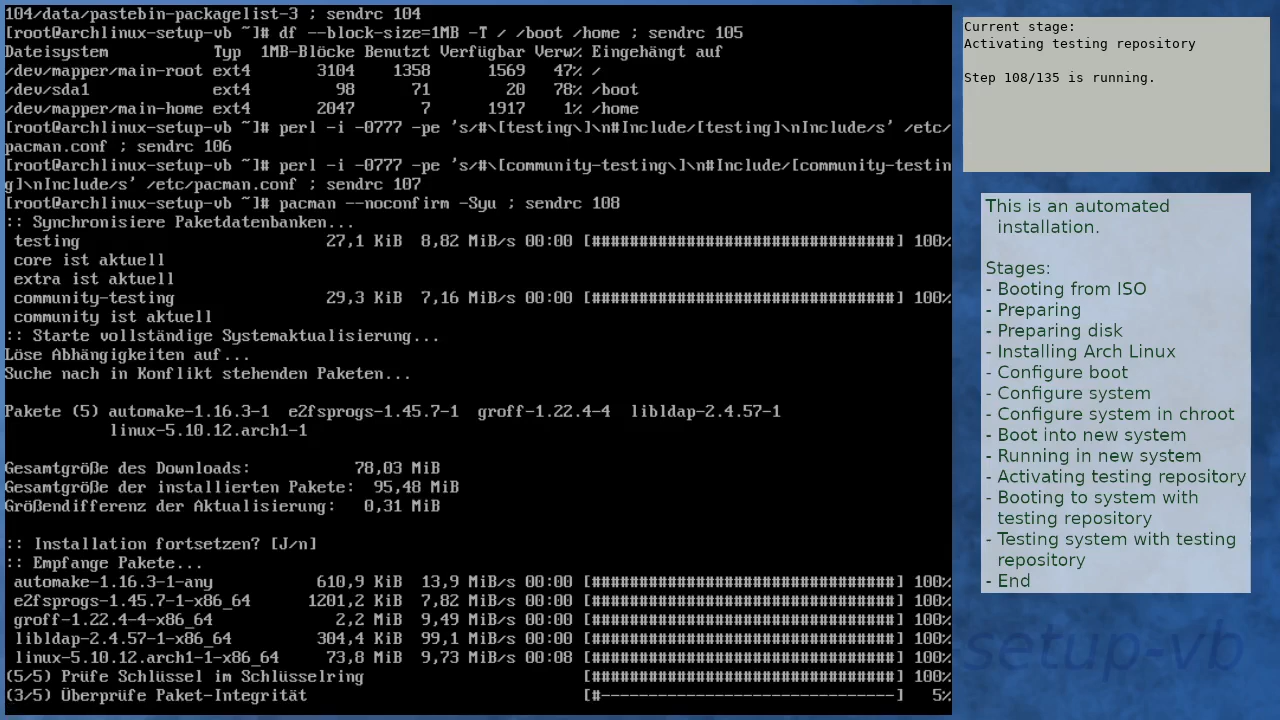 104/data/pastebin-packagelist-3 ; sendrc 104
[root@archlinux-setup-vb ~]# df --block-size=1MB -T / /boot /home ; sendrc 105
Dateisystem           Typ  1MB-Blöcke Benutzt Verfügbar Verw% Eingehängt auf
/dev/mapper/main-root ext4       3104    1358      1569   47% /
/dev/sda1             ext4         98      71        20   78% /boot
/dev/mapper/main-home ext4       2047       7      1917    1% /home
[root@archlinux-setup-vb ~]# perl -i -0777 -pe 's/#\[testing\]\n#Include/[testing]\nInclude/s' /etc/
pacman.conf ; sendrc 106
[root@archlinux-setup-vb ~]# perl -i -0777 -pe 's/#\[community-testing\]\n#Include/[community-testin
g]\nInclude/s' /etc/pacman.conf ; sendrc 107
[root@archlinux-setup-vb ~]# pacman --noconfirm -Syu ; sendrc 108
:: Synchronisiere Paketdatenbanken...
 testing                          27,1 KiB  8,82 MiB/s 00:00 [################################] 100%
 core ist aktuell
 extra ist aktuell
 community-testing                29,3 KiB  7,16 MiB/s 00:00 [################################] 100%
 community ist aktuell
:: Starte vollständige Systemaktualisierung...
Löse Abhängigkeiten auf...
Suche nach in Konflikt stehenden Paketen...
Pakete (5) automake-1.16.3-1  e2fsprogs-1.45.7-1  groff-1.22.4-4  libldap-2.4.57-1
           linux-5.10.12.arch1-1
Gesamtgröße des Downloads:           78,03 MiB
Gesamtgröße der installierten Pakete:  95,48 MiB
Größendifferenz der Aktualisierung:   0,31 MiB
:: Installation fortsetzen? [J/n]
:: Empfange Pakete...
 automake-1.16.3-1-any           610,9 KiB  13,9 MiB/s 00:00 [################################] 100%
 e2fsprogs-1.45.7-1-x86_64      1201,2 KiB  7,82 MiB/s 00:00 [################################] 100%
 groff-1.22.4-4-x86_64             2,2 MiB  9,49 MiB/s 00:00 [################################] 100%
 libldap-2.4.57-1-x86_64         304,4 KiB  99,1 MiB/s 00:00 [################################] 100%
 linux-5.10.12.arch1-1-x86_64     73,8 MiB  9,73 MiB/s 00:08 [################################] 100%
(5/5) Prüfe Schlüssel im Schlüsselring                       [################################] 100%
(3/5) Überprüfe Paket-Integrität                             [#-------------------------------]   5%
Current stage:
Activating testing repository
Step 108/135 is running.
This is an automated
installation.
Stages:
- Booting from ISO
- Preparing
- Preparing disk
- Installing Arch Linux
- Configure boot
- Configure system
- Configure system in chroot
- Boot into new system
- Running in new system
- Activating testing repository
- Booting to system with
testing repository
- Testing system with testing
repository
- End
setup-vb